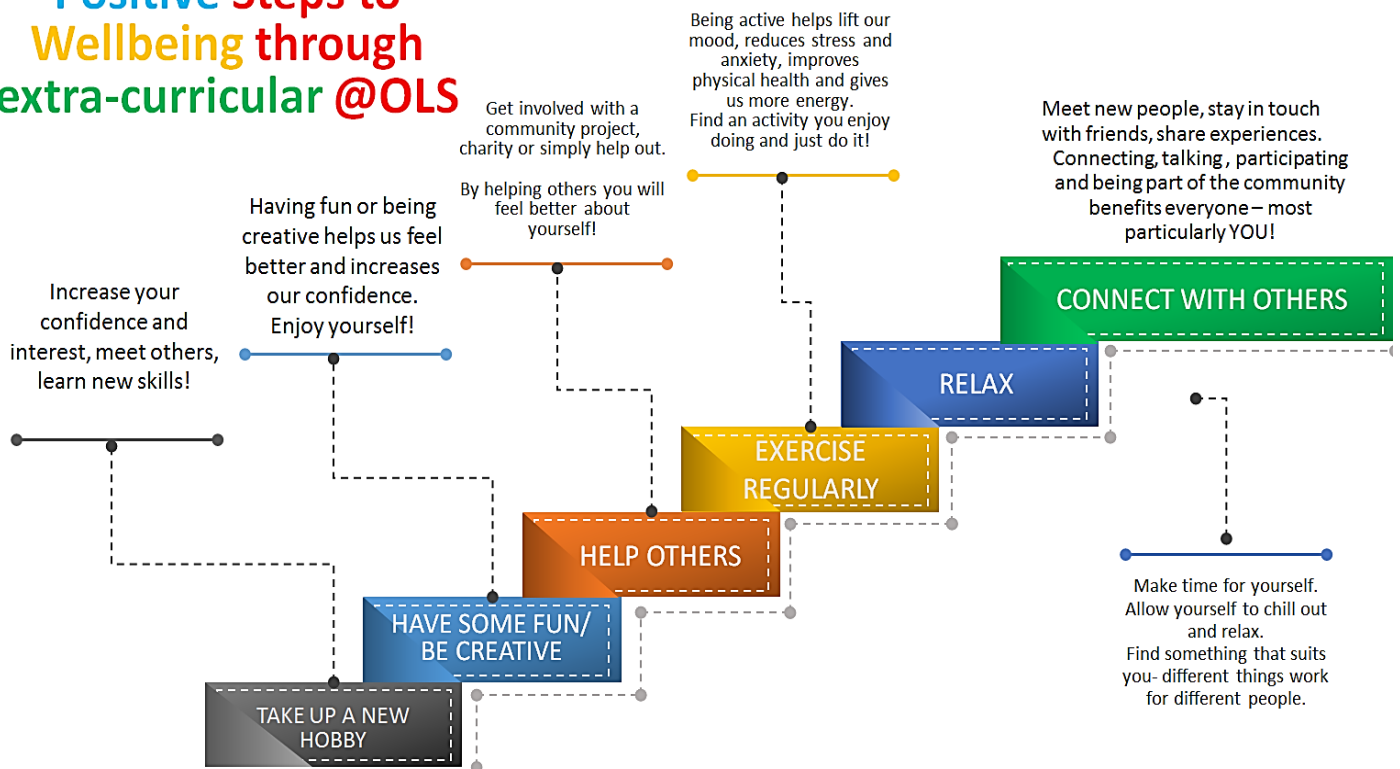 Positive Steps to
Wellbeing through
extra-curricular @OLS
Increase your
confidence and
interest, meet others,
learn new skills!
Having fun or being
creative helps us feel
better and increases
our confidence.
Enjoy yourself!
Get involved with a
community project,
charity or simply help out.
By helping others you will
feel better about
yourself!
Being active helps lift our
mood, reduces stress and
anxiety, improves
physical health and gives
us more energy.
Find an activity you enjoy
doing and just do it!
Meet new people, stay in touch
with friends, share experiences.
Connecting, talking , participating
and being part of the community
benefits everyone – most
particularly YOU!
CONNECT WITH OTHERS
RELAX
EXERCISE
REGULARLY
HELP OTHERS
HAVE SOME FUN/
BE CREATIVE
TAKE UP A NEW
HOBBY
Make time for yourself.
Allow yourself to chill out
and relax.
Find something that suits
you- different things work
for different people.